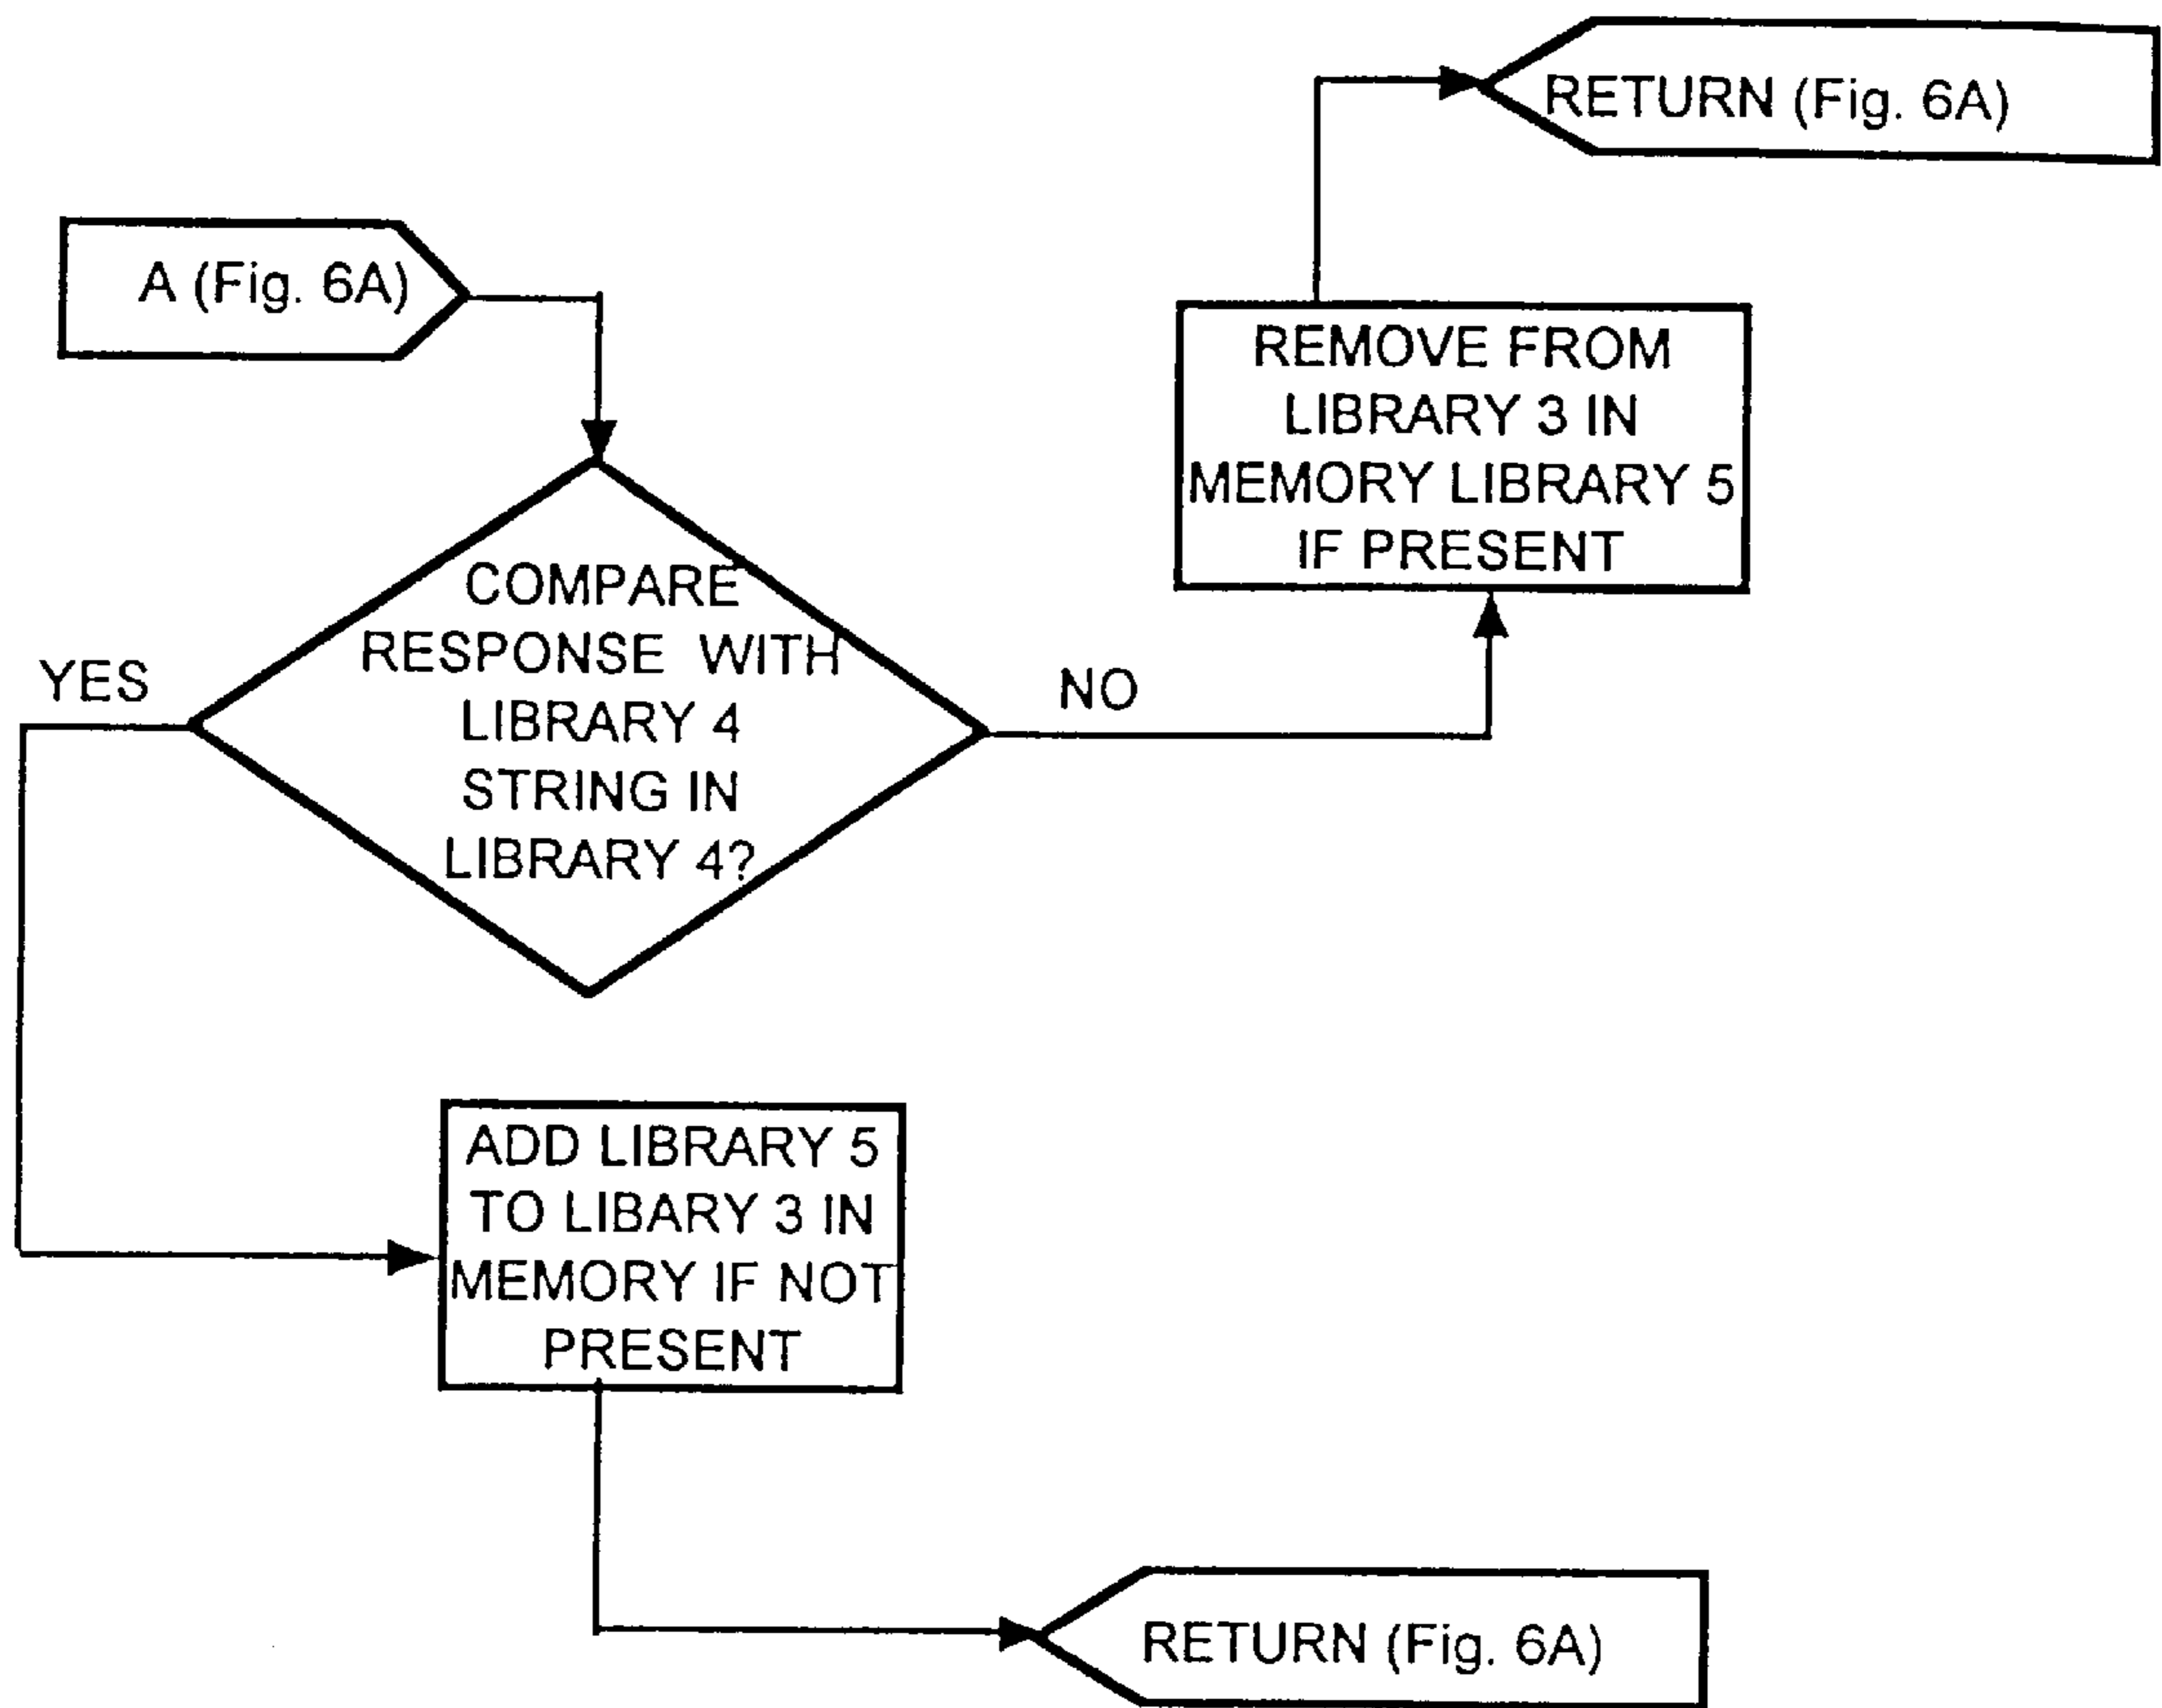 RETURN (Fig. 6A)
A (Fig. 6A)
REMOVE FROM
LIBRARY 3 IN
MEMORY LIBRARY 5
IF PRESENT
COMPARE
RESPONSE WITH
LIBRARY 4
STRING IN
LIBRARY 4?
YES
NO
ADD LIBRARY 5
TO LIBARY 3 IN
MEMORY IF NOT
PRESENT
RETURN (Fig. 6A)